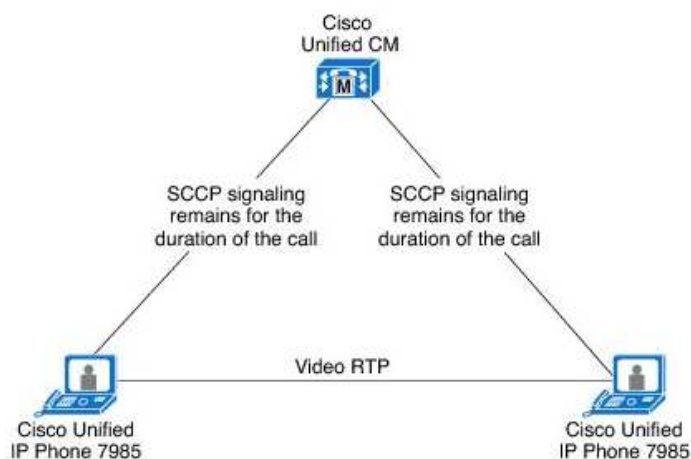 Cisco
Unified CM
M
SCCP signaling
remains for the
duration of the call
SCCP signaling
remains for the
duration of the call
Video RTP
Cisco Unified
IP Phone 7985
Cisco Unified
IP Phone 7985